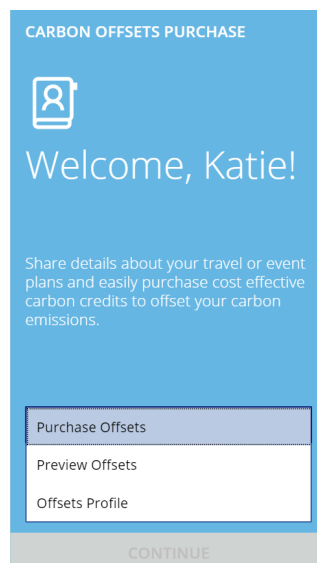 CARBON OFFSETS PURCHASE
Welcome, Katie!
Share details about your travel or event
plans and easily purchase cost effective
carbon credits to offset your carbon
emissions.
Purchase Offsets
Preview Offsets
Offsets Profile
CONTINUE